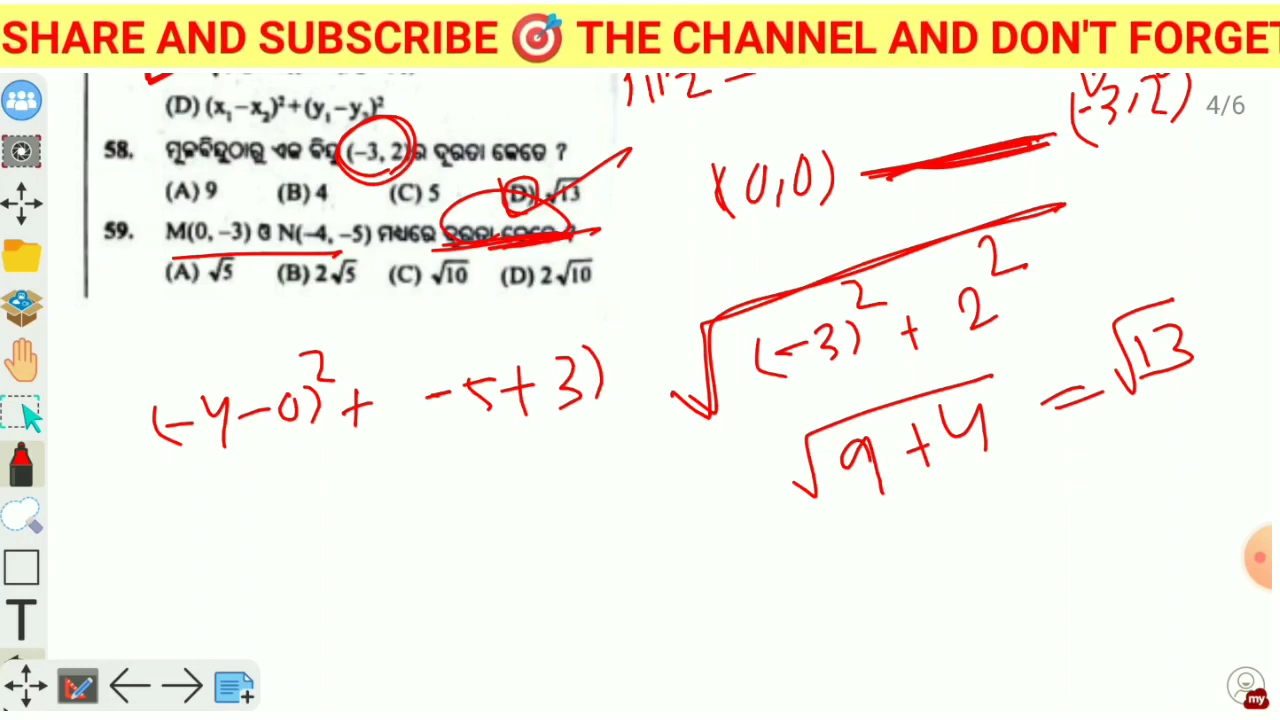 SHARE AND SUBSCRIBE 🎯 THE CHANNEL AND DON'T FORGET
(D) (x₁ – x₂)² + (y₁ – y₂)²
(-3, 2)
4/6
58. ମୂଳବିନ୍ଦୁଠାରୁ ଏକ ବିନ୍ଦୁ (–3, 2)ର ଦୂରତା କେତେ ?
(A) 9 (B) 4 (C) 5 (D) √13
(0,0)
59. M(0, –3) ଓ N(–4, –5) ମଧ୍ୟରେ ଦୂରତା କେତେ ?
(A) √5 (B) 2√5 (C) √10 (D) 2√10
√(-3)² + 2²
√9+4 = √13
(-4-0)² + -5+3)
T
my